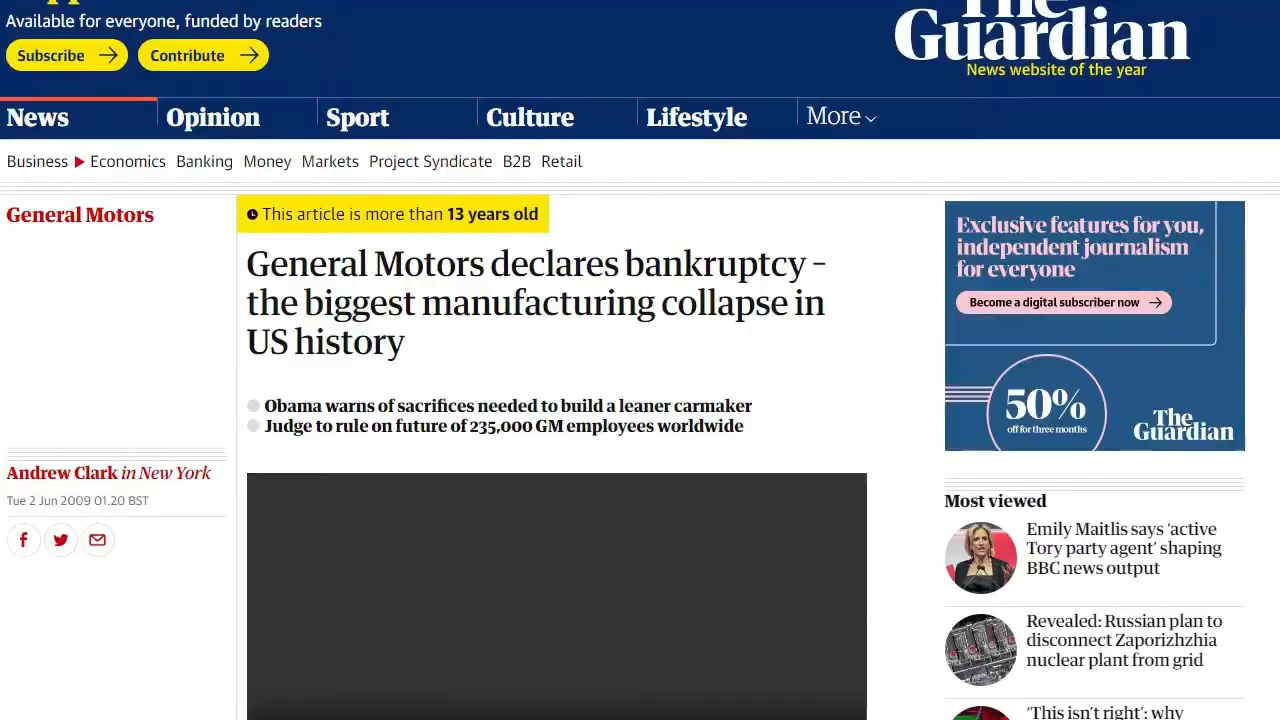 Available for everyone, funded by readers
Subscribe
Contribute
The
Guardian
News website of the year
News
Opinion
Sport
Culture
Lifestyle
More
Business
Economics
Banking
Money
Markets
Project Syndicate
B2B
Retail
General Motors
This article is more than 13 years old
General Motors declares bankruptcy –
the biggest manufacturing collapse in
US history
Obama warns of sacrifices needed to build a leaner carmaker
Judge to rule on future of 235,000 GM employees worldwide
Andrew Clark in New York
Tue 2 Jun 2009 01.20 BST
Exclusive features for you,
independent journalism
for everyone
Become a digital subscriber now
50%
off for three months
The
Guardian
Most viewed
Emily Maitlis says ‘active
Tory party agent’ shaping
BBC news output
Revealed: Russian plan to
disconnect Zaporizhzhia
nuclear plant from grid
‘This isn’t right’: why